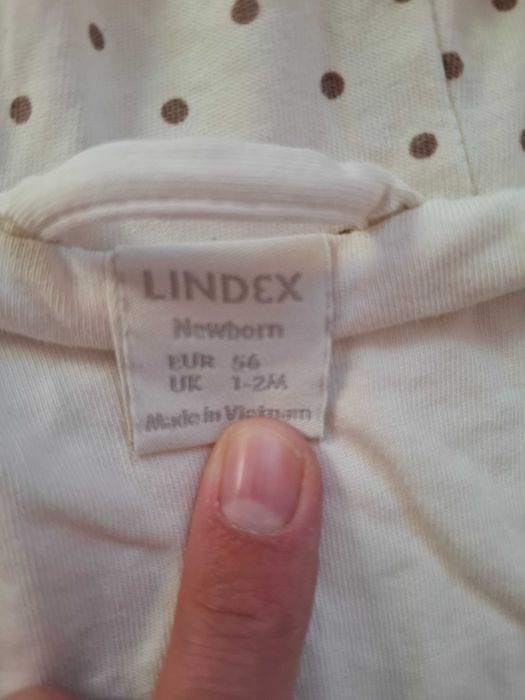 LINDEX
Newborn
EUR 56
UK 1-2M
Made in Vietnam